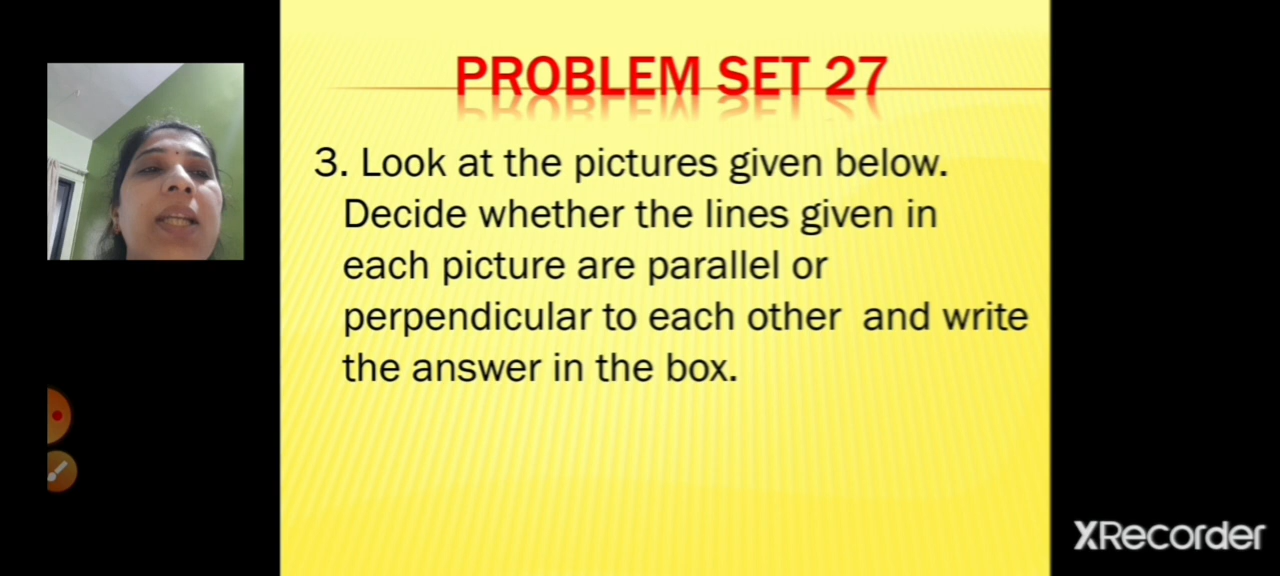 PROBLEM SET 27
3. Look at the pictures given below.
Decide whether the lines given in
each picture are parallel or
perpendicular to each other and write
the answer in the box.
XRecorder